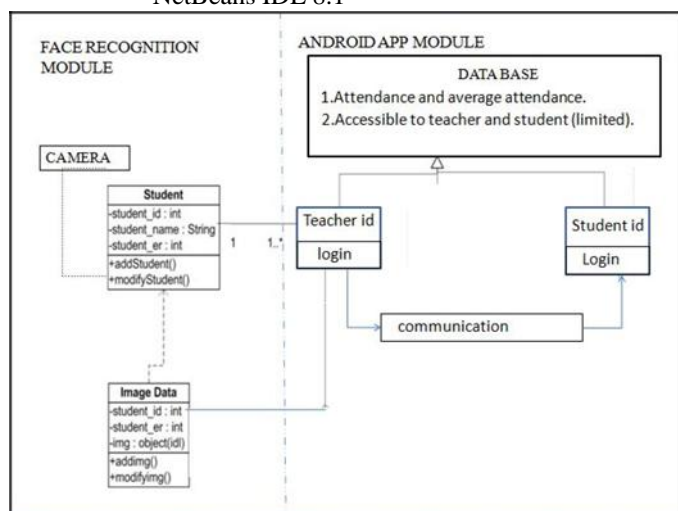 NetBeans IDE 8.1
FACE RECOGNITION
MODULE
CAMERA
Student
-student_id : int
-student_name : String
-student_er : int
+addStudent()
+modifyStudent()
1
1..*
Image Data
-student_id : int
-student_er : int
-img : object(idl)
+addimg()
+modifyimg()
ANDROID APP MODULE
DATA BASE
1.Attendance and average attendance.
2.Accessible to teacher and student (limited).
Teacher id
login
Student id
Login
communication